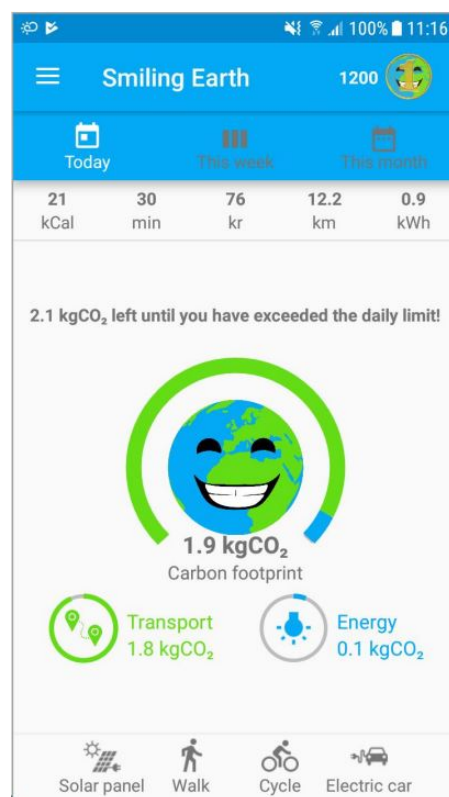 100% 11:16
Smiling Earth 1200
Today This week This month
21 30 76 12.2 0.9
kCal min kr km kWh
2.1 kgCO₂ left until you have exceeded the daily limit!
1.9 kgCO₂
Carbon footprint
Transport Energy
1.8 kgCO₂ 0.1 kgCO₂
Solar panel Walk Cycle Electric car